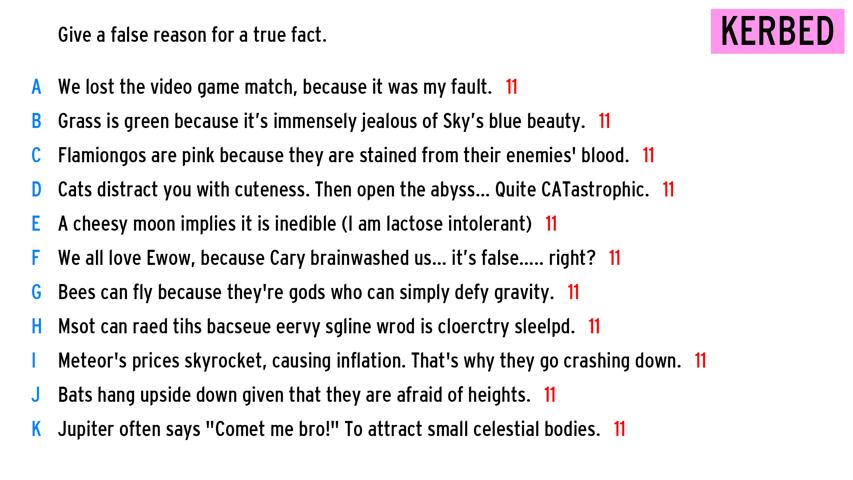 Give a false reason for a true fact.
KERBED
A We lost the video game match, because it was my fault. 11
B Grass is green because it's immensely jealous of Sky's blue beauty. 11
C Flamiongos are pink because they are stained from their enemies' blood. 11
D Cats distract you with cuteness. Then open the abyss... Quite CATastrophic. 11
E A cheesy moon implies it is inedible (I am lactose intolerant) 11
F We all love Ewow, because Cary brainwashed us... it's false..... right? 11
G Bees can fly because they're gods who can simply defy gravity. 11
H Msot can raed tihs bacseue eervy sgline wrod is cloerctry sleelpd. 11
I Meteor's prices skyrocket, causing inflation. That's why they go crashing down. 11
J Bats hang upside down given that they are afraid of heights. 11
K Jupiter often says "Comet me bro!" To attract small celestial bodies. 11